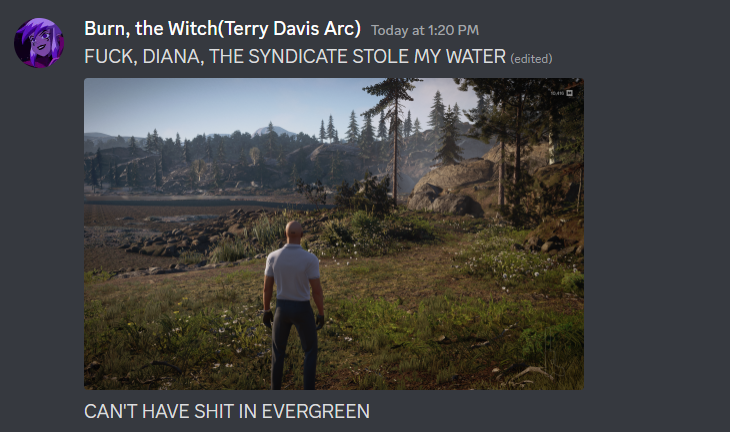 Burn, the Witch(Terry Davis Arc) Today at 1:20 PM
FUCK, DIANA, THE SYNDICATE STOLE MY WATER (edited)
CAN'T HAVE SHIT IN EVERGREEN